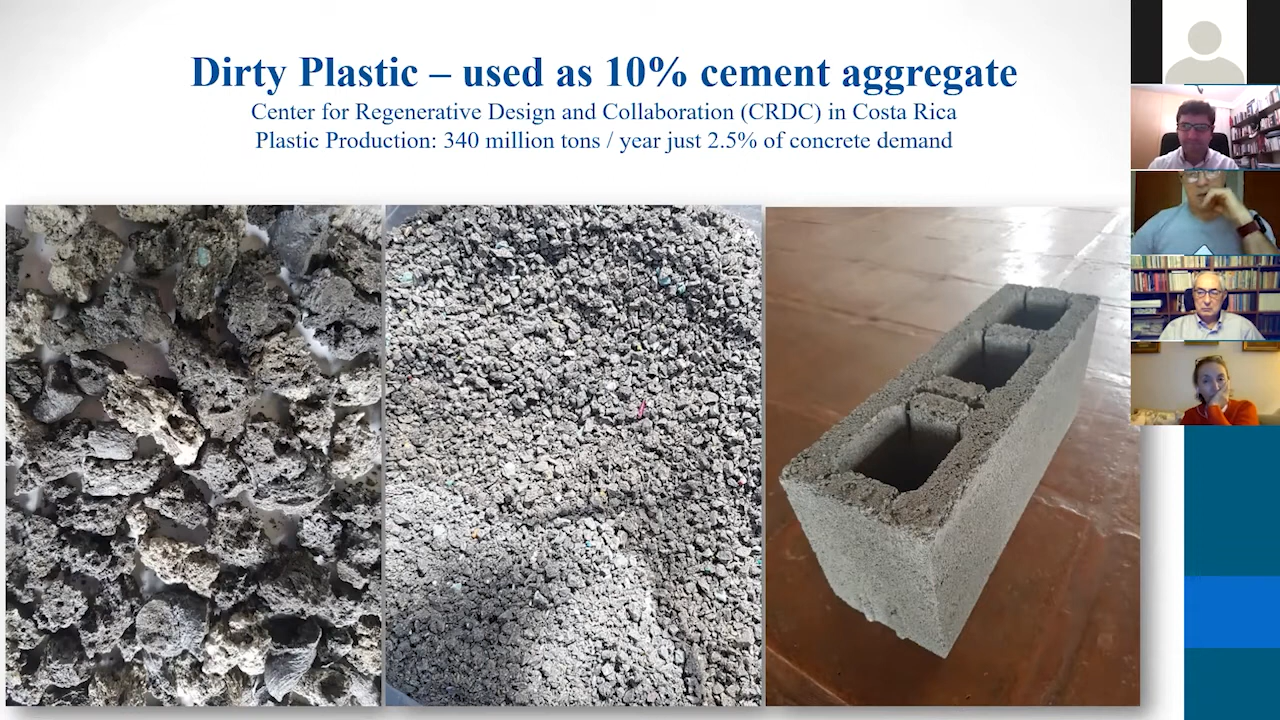 Dirty Plastic – used as 10% cement aggregate
Center for Regenerative Design and Collaboration (CRDC) in Costa Rica
Plastic Production: 340 million tons / year just 2.5% of concrete demand